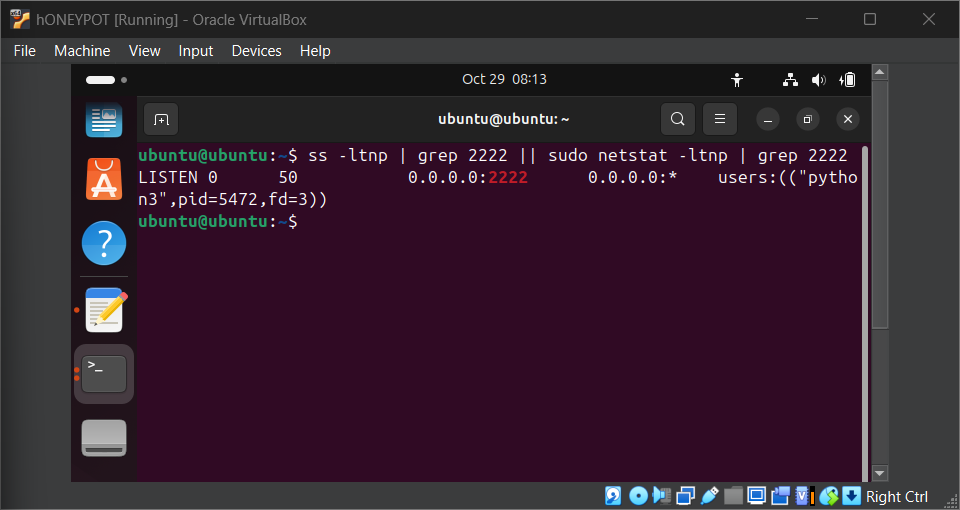 hONEYPOT [Running] - Oracle VirtualBox
File Machine View Input Devices Help
Oct 29 08:13
ubuntu@ubuntu: ~
ubuntu@ubuntu:~$ ss -ltnp | grep 2222 || sudo netstat -ltnp | grep 2222
LISTEN 0      50           0.0.0.0:2222      0.0.0.0:*    users:(("pytho
n3",pid=5472,fd=3))
ubuntu@ubuntu:~$
>_
Right Ctrl